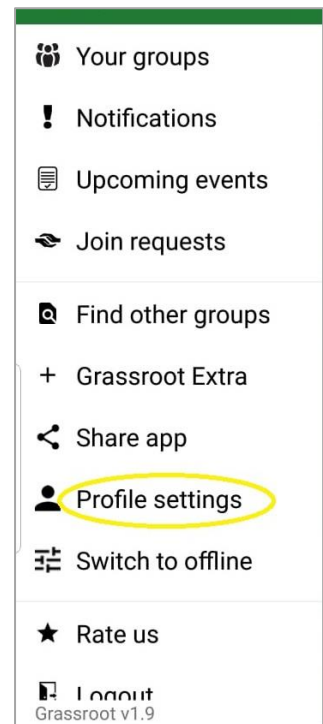 Your groups
Notifications
Upcoming events
Join requests
Find other groups
Grassroot Extra
Share app
Profile settings
Switch to offline
Rate us
Logout
Grassroot v1.9